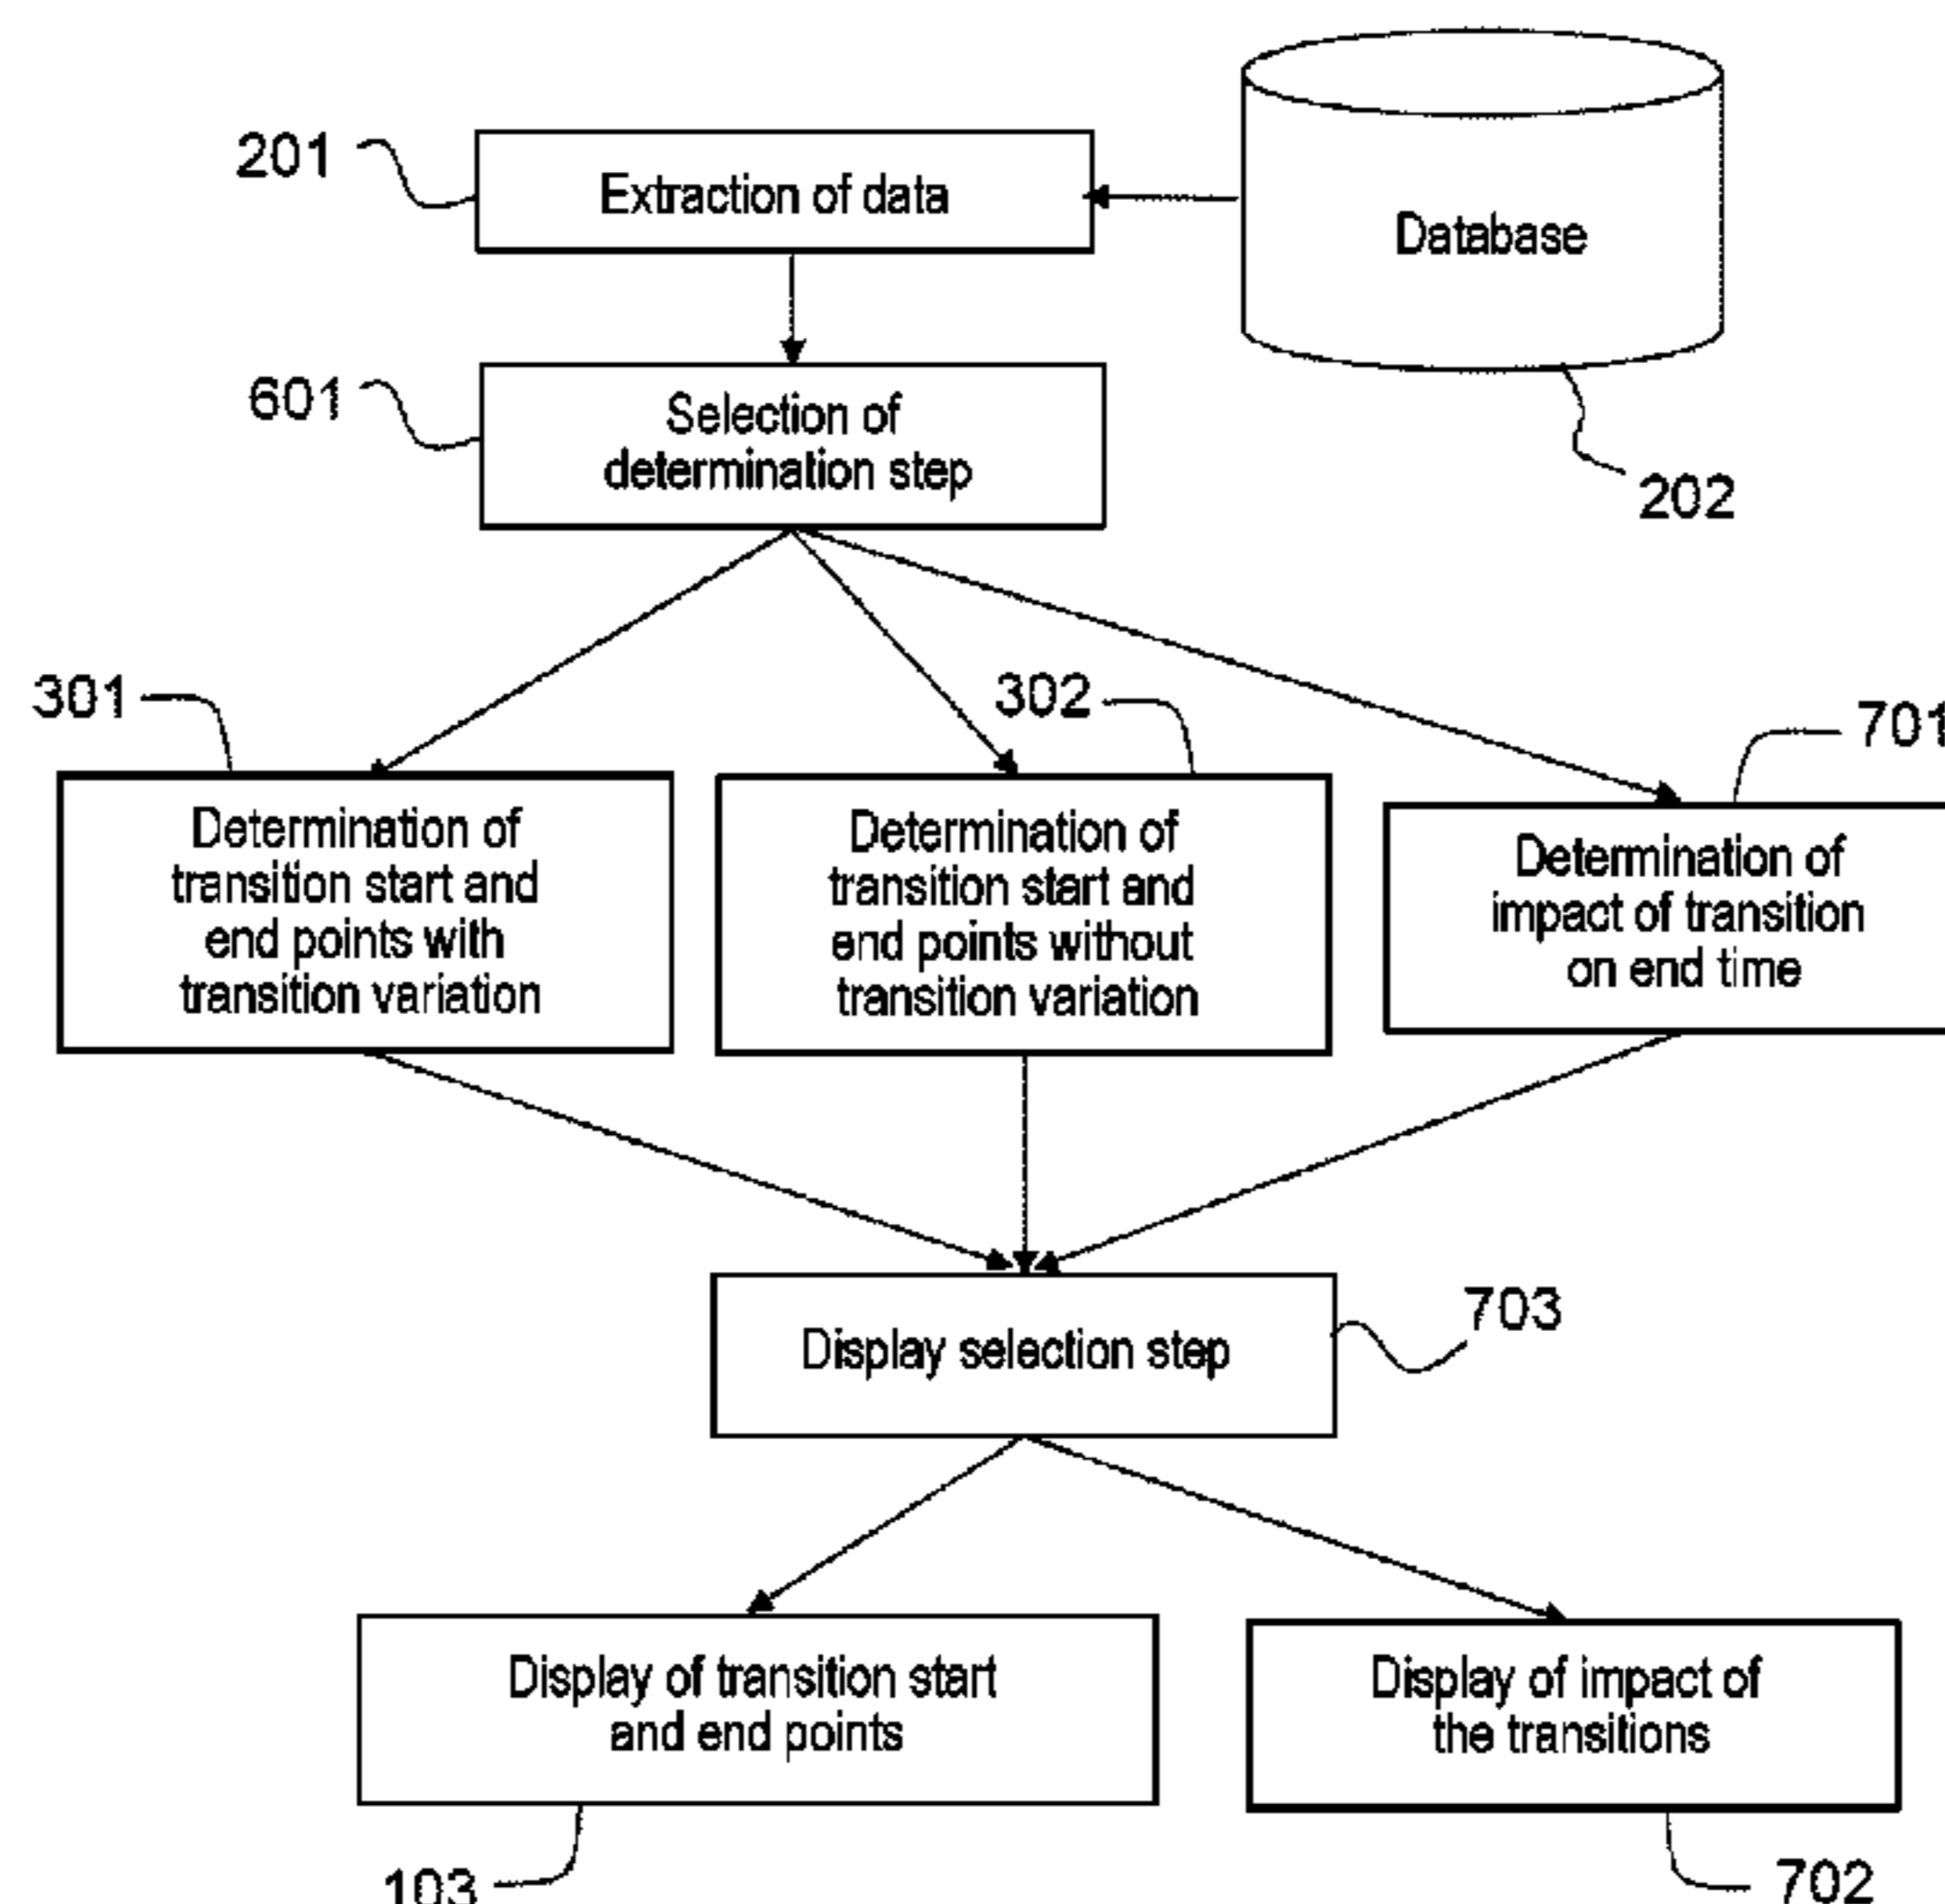 201
Extraction of data
Database
601
Selection of
determination step
202
301
302
701
Determination of
transition start and
end points with
transition variation
Determination of
transition start and
end points without
transition variation
Determination of
impact of transition
on end time
Display selection step
703
Display of transition start
and end points
Display of impact of
the transitions
103
702